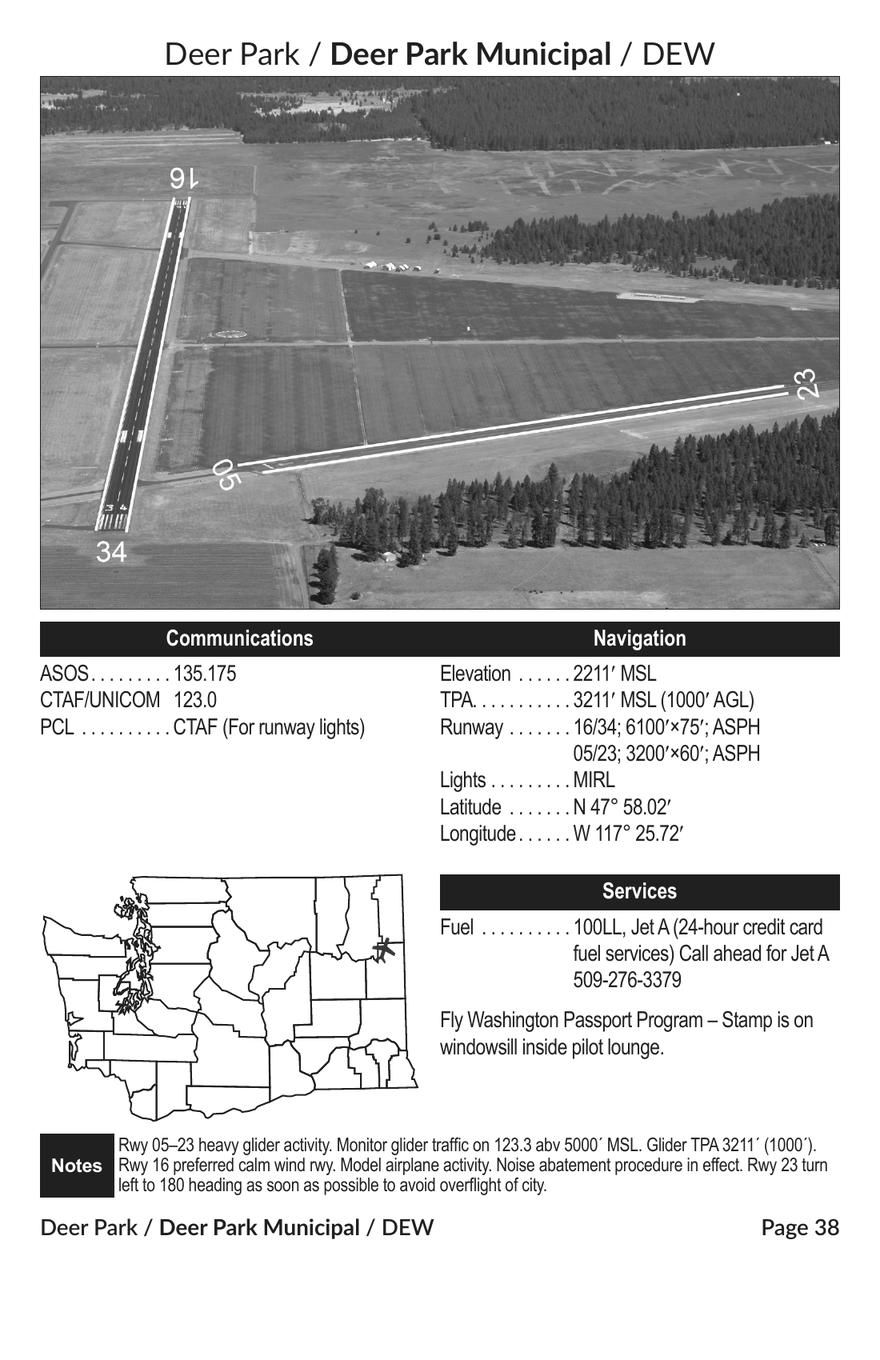 Deer Park / Deer Park Municipal / DEW
16
23
05
3 4
34
Communications
ASOS . . . . . . . . . 135.175
CTAF/UNICOM 123.0
PCL . . . . . . . . . . CTAF (For runway lights)
Navigation
Elevation . . . . . . 2211′ MSL
TPA. . . . . . . . . . . 3211′ MSL (1000′ AGL)
Runway . . . . . . . 16/34; 6100′×75′; ASPH
05/23; 3200′×60′; ASPH
Lights . . . . . . . . . MIRL
Latitude . . . . . . . N 47° 58.02′
Longitude . . . . . . W 117° 25.72′
Services
Fuel . . . . . . . . . . 100LL, Jet A (24-hour credit card
fuel services) Call ahead for Jet A
509-276-3379
Fly Washington Passport Program – Stamp is on
windowsill inside pilot lounge.
Notes
Rwy 05–23 heavy glider activity. Monitor glider traffic on 123.3 abv 5000´ MSL. Glider TPA 3211´ (1000´).
Rwy 16 preferred calm wind rwy. Model airplane activity. Noise abatement procedure in effect. Rwy 23 turn
left to 180 heading as soon as possible to avoid overflight of city.
Deer Park / Deer Park Municipal / DEW
Page 38